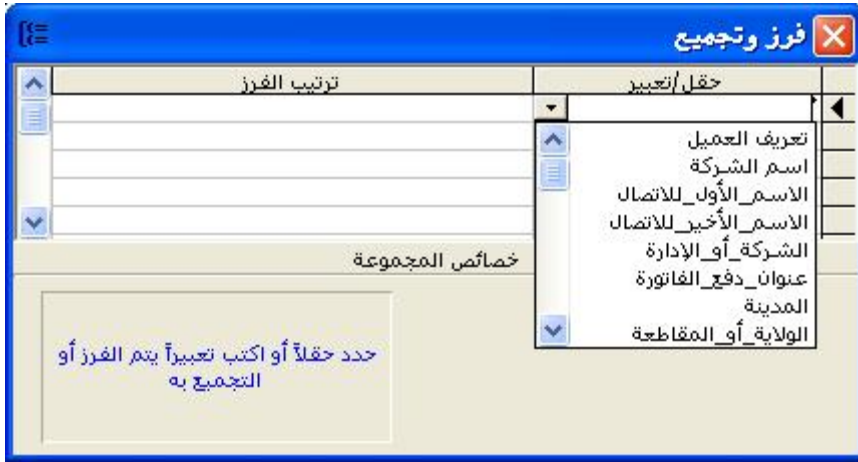 فرز وتجميع
حقل/تعبير ترتيب الفرز
تعريف العميل
اسم الشركة
الاسم_الأول_للاتصال
الاسم_الأخير_للاتصال
الشركة_أو_الإدارة
عنوان_دفع_الفاتورة
المدينة
الولاية_أو_المقاطعة
خصائص المجموعة
حدد حقلاً أو اكتب تعبيراً يتم الفرز أو
التجميع به